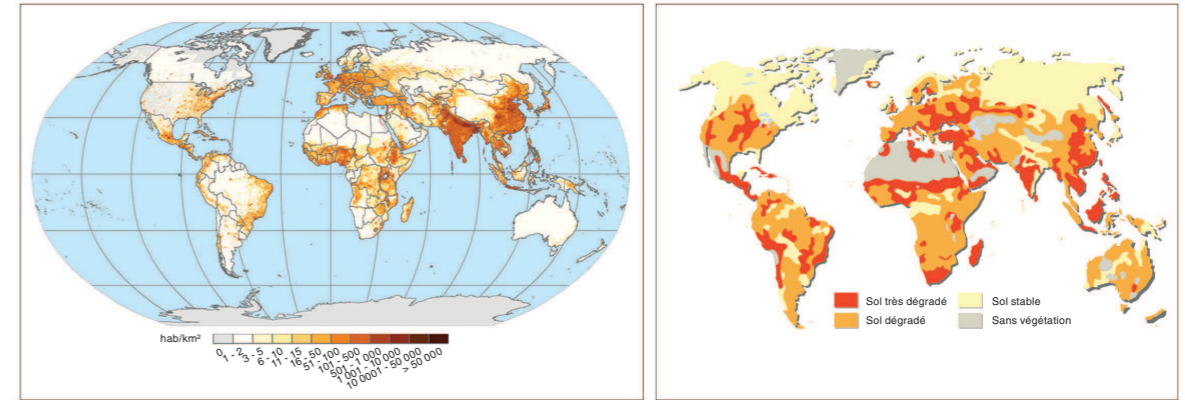 hab/km²
0
1 - 2
3 - 5
6 - 10
11 - 15
16 - 50
51 - 100
101 - 500
501 - 1 000
1 001 - 10 000
10 0001 - 50 000
> 50 000
Sol très dégradé
Sol stable
Sol dégradé
Sans végétation